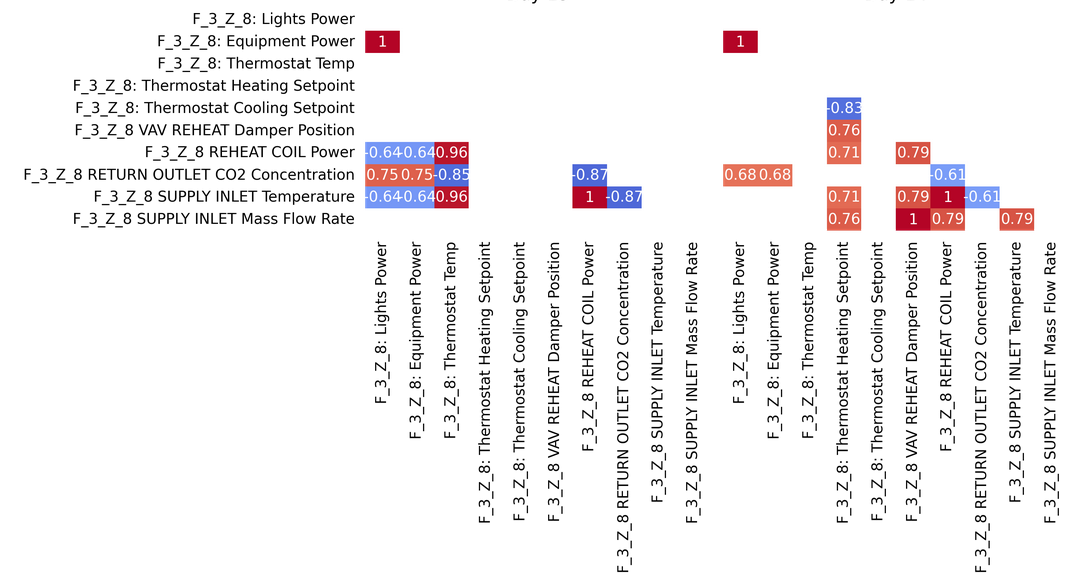 F_3_Z_8: Lights Power
F_3_Z_8: Equipment Power 1 1
F_3_Z_8: Thermostat Temp
F_3_Z_8: Thermostat Heating Setpoint
F_3_Z_8: Thermostat Cooling Setpoint -0.83
F_3_Z_8 VAV REHEAT Damper Position 0.76
F_3_Z_8 REHEAT COIL Power -0.64 -0.64 0.96 0.71 0.79
F_3_Z_8 RETURN OUTLET CO2 Concentration 0.75 0.75 -0.85 -0.87 0.68 0.68 -0.61
F_3_Z_8 SUPPLY INLET Temperature -0.64 -0.64 0.96 1 -0.87 0.71 0.79 1 -0.61
F_3_Z_8 SUPPLY INLET Mass Flow Rate 0.76 1 0.79 0.79
F_3_Z_8: Lights Power
F_3_Z_8: Equipment Power
F_3_Z_8: Thermostat Temp
F_3_Z_8: Thermostat Heating Setpoint
F_3_Z_8: Thermostat Cooling Setpoint
F_3_Z_8 VAV REHEAT Damper Position
F_3_Z_8 REHEAT COIL Power
F_3_Z_8 RETURN OUTLET CO2 Concentration
F_3_Z_8 SUPPLY INLET Temperature
F_3_Z_8 SUPPLY INLET Mass Flow Rate
F_3_Z_8: Lights Power
F_3_Z_8: Equipment Power
F_3_Z_8: Thermostat Temp
F_3_Z_8: Thermostat Heating Setpoint
F_3_Z_8: Thermostat Cooling Setpoint
F_3_Z_8 VAV REHEAT Damper Position
F_3_Z_8 REHEAT COIL Power
F_3_Z_8 RETURN OUTLET CO2 Concentration
F_3_Z_8 SUPPLY INLET Temperature
F_3_Z_8 SUPPLY INLET Mass Flow Rate